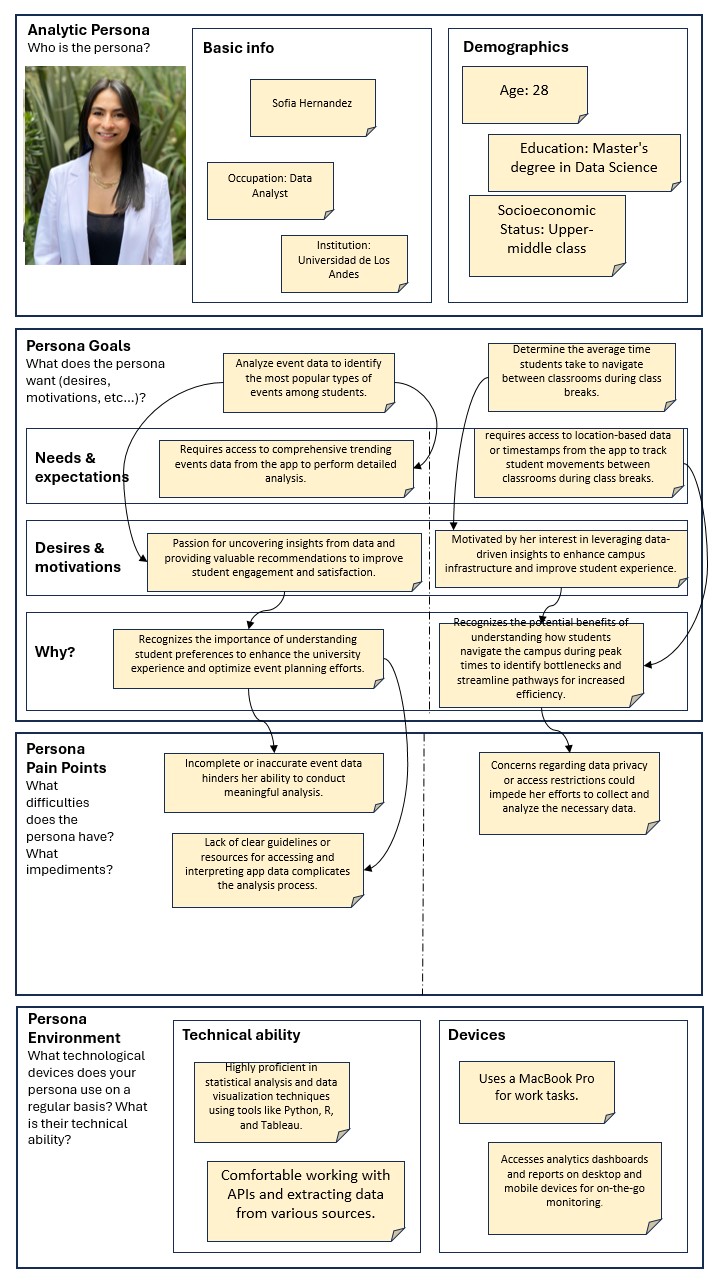 Analytic Persona
Who is the persona?
Basic info
Sofia Hernandez
Occupation: Data
Analyst
Institution:
Universidad de Los
Andes
Demographics
Age: 28
Education: Master's
degree in Data Science
Socioeconomic
Status: Upper-
middle class
Persona Goals
What does the persona
want (desires,
motivations, etc...)?
Analyze event data to identify
the most popular types of
events among students.
Determine the average time
students take to navigate
between classrooms during class
breaks.
Needs &
expectations
Requires access to comprehensive trending
events data from the app to perform detailed
analysis.
requires access to location-based data
or timestamps from the app to track
student movements between
classrooms during class breaks.
Desires &
motivations
Passion for uncovering insights from data and
providing valuable recommendations to improve
student engagement and satisfaction.
Motivated by her interest in leveraging data-
driven insights to enhance campus
infrastructure and improve student experience.
Why?
Recognizes the importance of understanding
student preferences to enhance the university
experience and optimize event planning efforts.
Recognizes the potential benefits of
understanding how students
navigate the campus during peak
times to identify bottlenecks and
streamline pathways for increased
efficiency.
Persona
Pain Points
What
difficulties
does the
persona have?
What
impediments?
Incomplete or inaccurate event data
hinders her ability to conduct
meaningful analysis.
Lack of clear guidelines or
resources for accessing and
interpreting app data complicates
the analysis process.
Concerns regarding data privacy
or access restrictions could
impede her efforts to collect and
analyze the necessary data.
Persona
Environment
What technological
devices does your
persona use on a
regular basis? What
is their technical
ability?
Technical ability
Highly proficient in
statistical analysis and data
visualization techniques
using tools like Python, R,
and Tableau.
Comfortable working with
APIs and extracting data
from various sources.
Devices
Uses a MacBook Pro
for work tasks.
Accesses analytics dashboards
and reports on desktop and
mobile devices for on-the-go
monitoring.